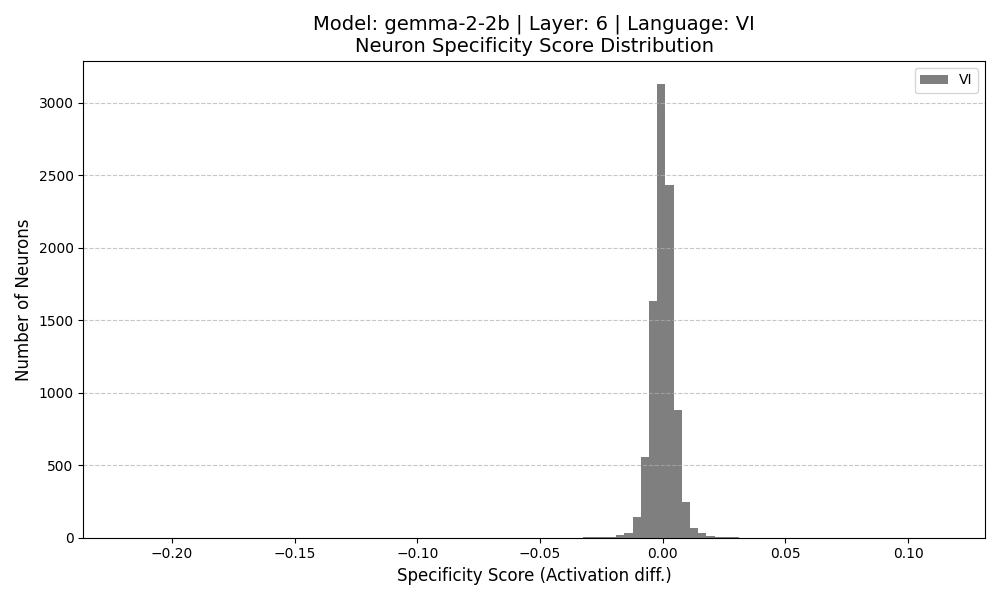 Model: gemma-2-2b | Layer: 6 | Language: VI
Neuron Specificity Score Distribution
VI
Number of Neurons
3000
2500
2000
1500
1000
500
0
−0.20
−0.15
−0.10
−0.05
0.00
0.05
0.10
Specificity Score (Activation diff.)